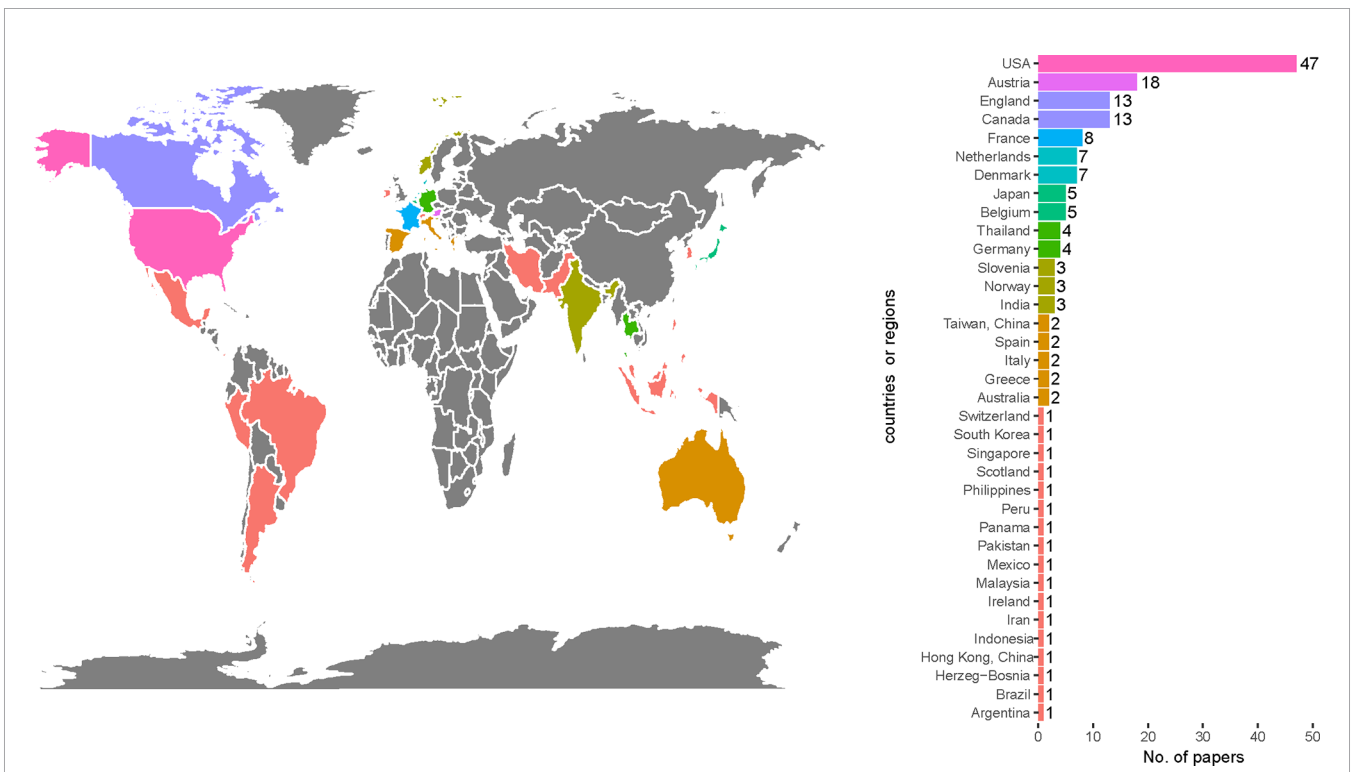 USA 47
Austria 18
England 13
Canada 13
France 8
Netherlands 7
Denmark 7
Japan 5
Belgium 5
Thailand 4
Germany 4
Slovenia 3
Norway 3
India 3
Taiwan, China 2
Spain 2
Italy 2
Greece 2
Australia 2
Switzerland 1
South Korea 1
Singapore 1
Scotland 1
Philippines 1
Peru 1
Panama 1
Pakistan 1
Mexico 1
Malaysia 1
Ireland 1
Iran 1
Indonesia 1
Hong Kong, China 1
Herzeg−Bosnia 1
Brazil 1
Argentina 1
0 10 20 30 40 50
No. of papers
countries or regions